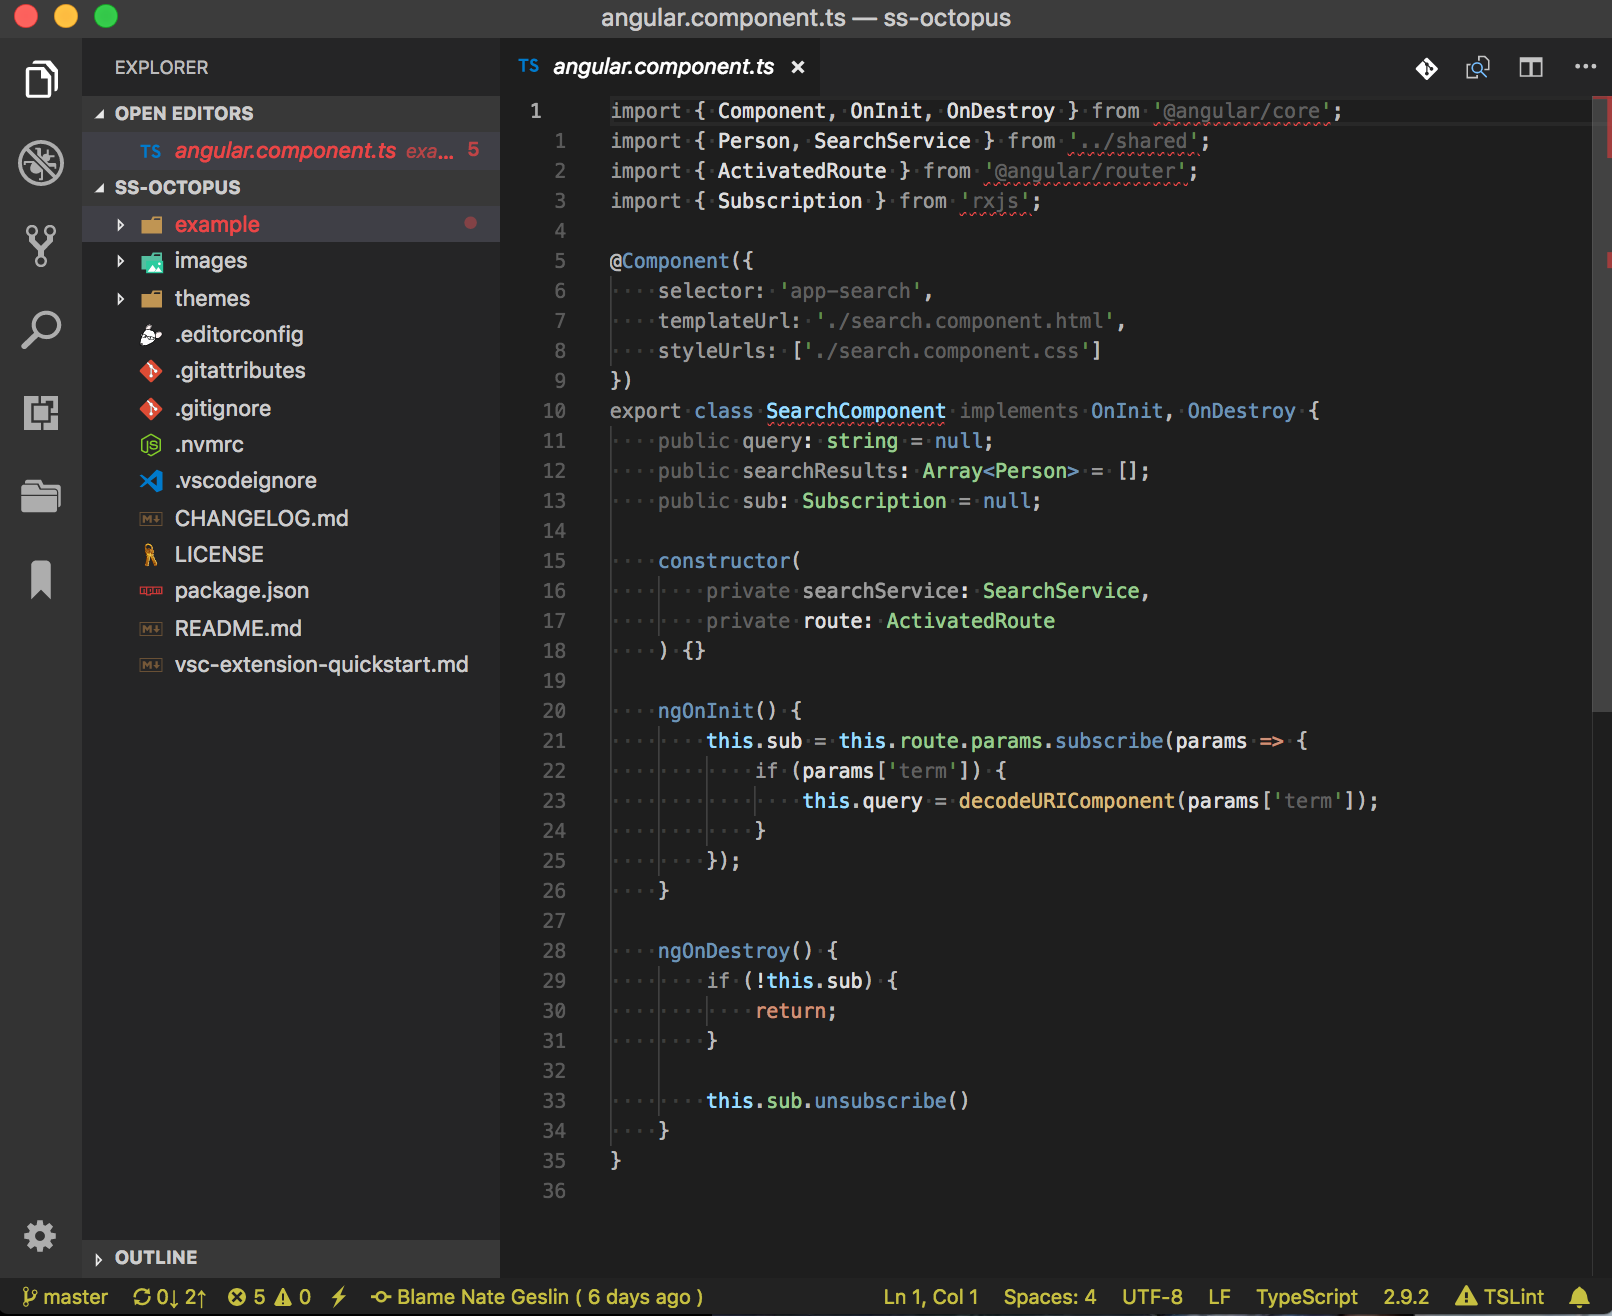 angular.component.ts — ss-octopus
EXPLORER
OPEN EDITORS
TS angular.component.ts exa... 5
SS-OCTOPUS
example
images
themes
.editorconfig
.gitattributes
.gitignore
.nvmrc
.vscodeignore
CHANGELOG.md
LICENSE
package.json
README.md
vsc-extension-quickstart.md
OUTLINE
TS angular.component.ts ×
1 import { Component, OnInit, OnDestroy } from '@angular/core';
1 import { Person, SearchService } from '../shared';
2 import { ActivatedRoute } from '@angular/router';
3 import { Subscription } from 'rxjs';
4
5 @Component({
6     selector: 'app-search',
7     templateUrl: './search.component.html',
8     styleUrls: ['./search.component.css']
9 })
10 export class SearchComponent implements OnInit, OnDestroy {
11     public query: string = null;
12     public searchResults: Array<Person> = [];
13     public sub: Subscription = null;
14
15     constructor(
16         private searchService: SearchService,
17         private route: ActivatedRoute
18     ) {}
19
20     ngOnInit() {
21         this.sub = this.route.params.subscribe(params => {
22             if (params['term']) {
23                 this.query = decodeURIComponent(params['term']);
24             }
25         });
26     }
27
28     ngOnDestroy() {
29         if (!this.sub) {
30             return;
31         }
32
33         this.sub.unsubscribe()
34     }
35 }
36
master 0↓ 2↑ 5 0 Blame Nate Geslin ( 6 days ago ) Ln 1, Col 1 Spaces: 4 UTF-8 LF TypeScript 2.9.2 TSLint